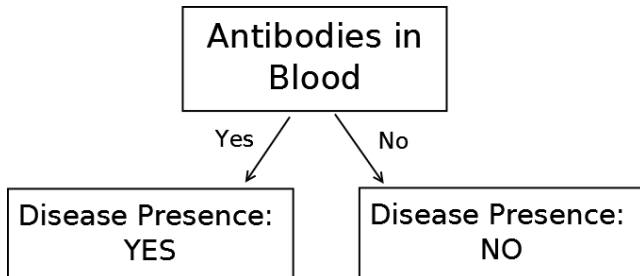 Antibodies in
Blood
Yes
No
Disease Presence:
YES
Disease Presence:
NO